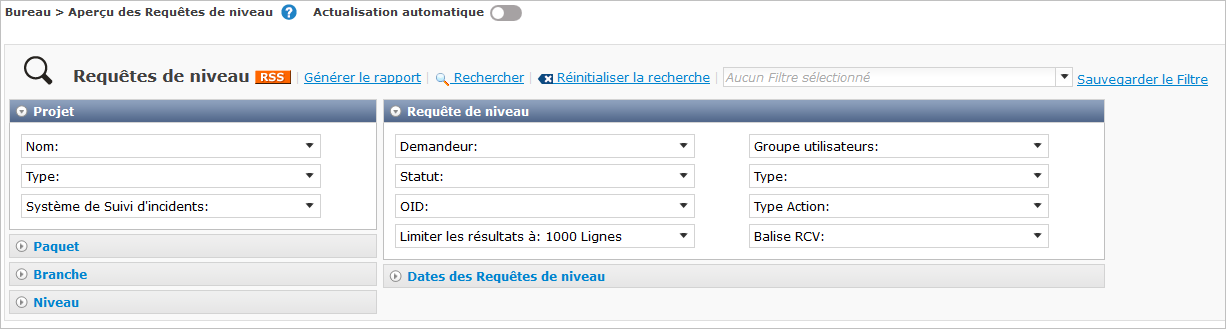 Bureau > Aperçu des Requêtes de niveau ? Actualisation automatique
Requêtes de niveau RSS Générer le rapport | Rechercher | Réinitialiser la recherche | Aucun Filtre sélectionné Sauvegarder le Filtre
Projet
Nom:
Type:
Système de Suivi d'incidents:
Paquet
Branche
Niveau
Requête de niveau
Demandeur: Groupe utilisateurs:
Statut: Type:
OID: Type Action:
Limiter les résultats à: 1000 Lignes Balise RCV:
Dates des Requêtes de niveau